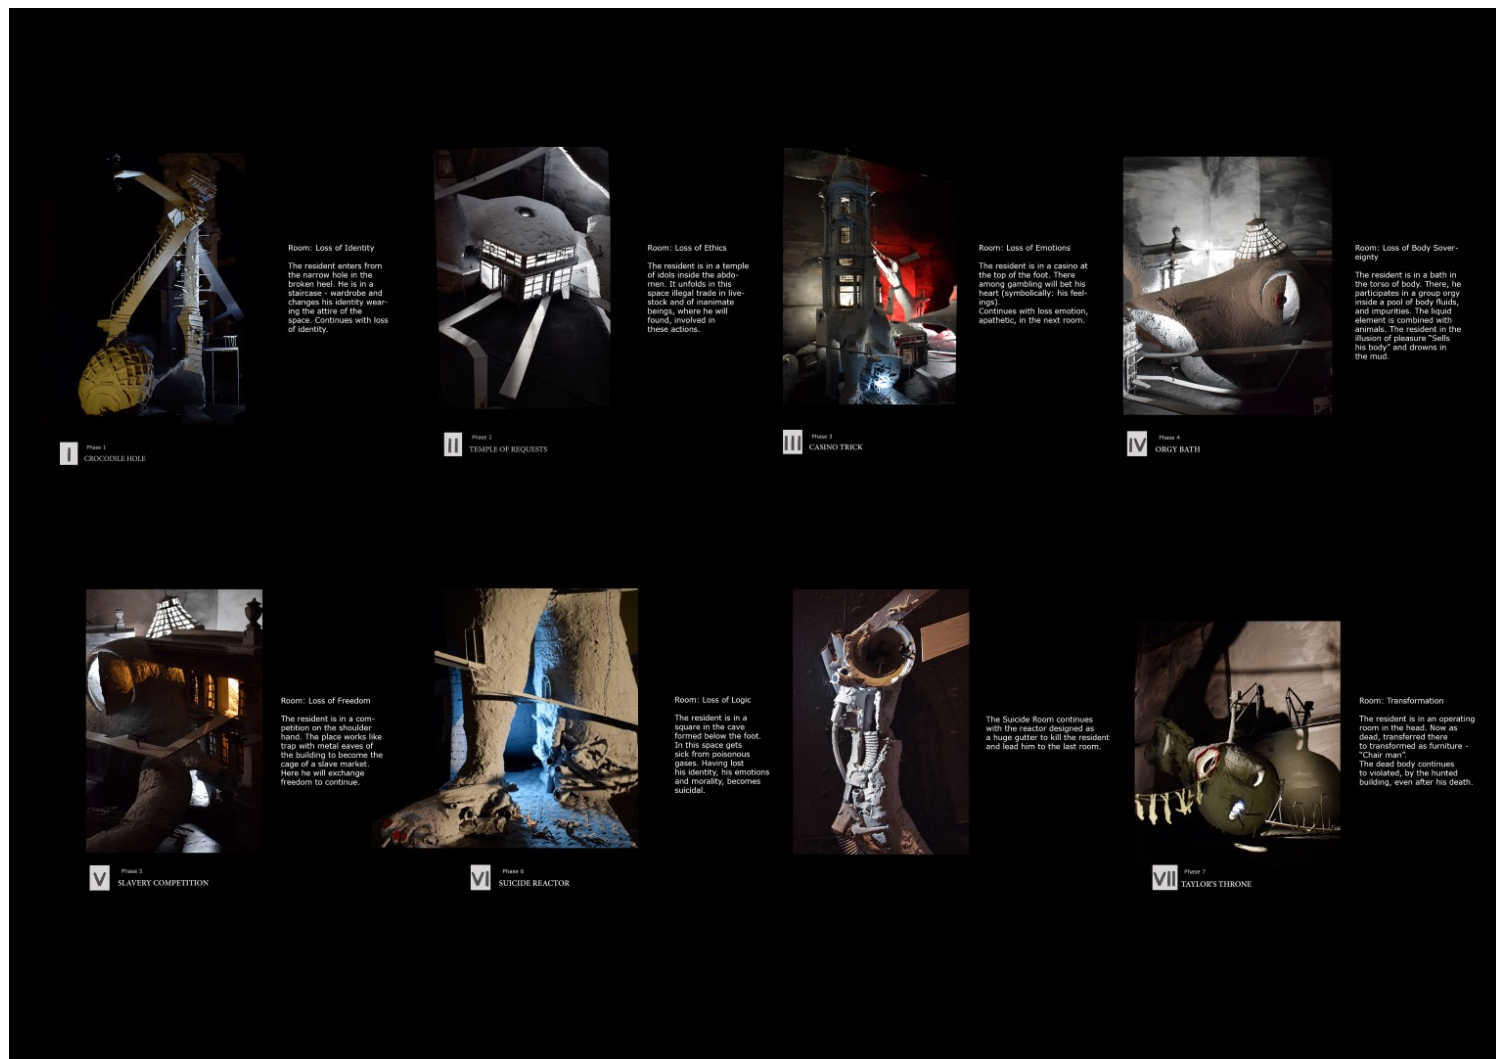 Room: Loss of Identity
The resident enters from
the narrow hole in the
broken heel. He is in a
staircase - wardrobe and
changes his identity wear-
ing the attire of the
space. Continues with loss
of identity.
I
Phase 1
CROCODILE HOLE
Room: Loss of Ethics
The resident is in a temple
of idols inside the abdo-
men. It unfolds in this
space illegal trade in live-
stock and of inanimate
beings, where he will
found, involved in
these actions.
II
Phase 2
TEMPLE OF REQUESTS
Room: Loss of Emotions
The resident is in a casino at
the top of the foot. There
among gambling will bet his
heart (symbolically: his feel-
ings).
Continues with loss emotion,
apathetic, in the next room.
III
Phase 3
CASINO TRICK
Room: Loss of Body Sover-
eignty
The resident is in a bath in
the torso of body. There, he
participates in a group orgy
inside a pool of body fluids,
and impurities. The liquid
element is combined with
animals. The resident in the
illusion of pleasure "Sells
his body" and drowns in
the mud.
IV
Phase 4
ORGY BATH
Room: Loss of Freedom
The resident is in a com-
petition on the shoulder
hand. The place works like
trap with metal eaves of
the building to become the
cage of a slave market.
Here he will exchange
freedom to continue.
V
Phase 5
SLAVERY COMPETITION
Room: Loss of Logic
The resident is in a
square in the cave
formed below the foot.
In this space gets
sick from poisonous
gases. Having lost
his identity, his emotions
and morality, becomes
suicidal.
VI
Phase 6
SUICIDE REACTOR
The Suicide Room continues
with the reactor designed as
a huge gutter to kill the resident
and lead him to the last room.
Room: Transformation
The resident is in an operating
room in the head. Now as
dead, transferred there
to transformed as furniture -
"Chair man".
The dead body continues
to violated, by the hunted
building, even after his death.
VII
Phase 7
TAYLOR'S THRONE